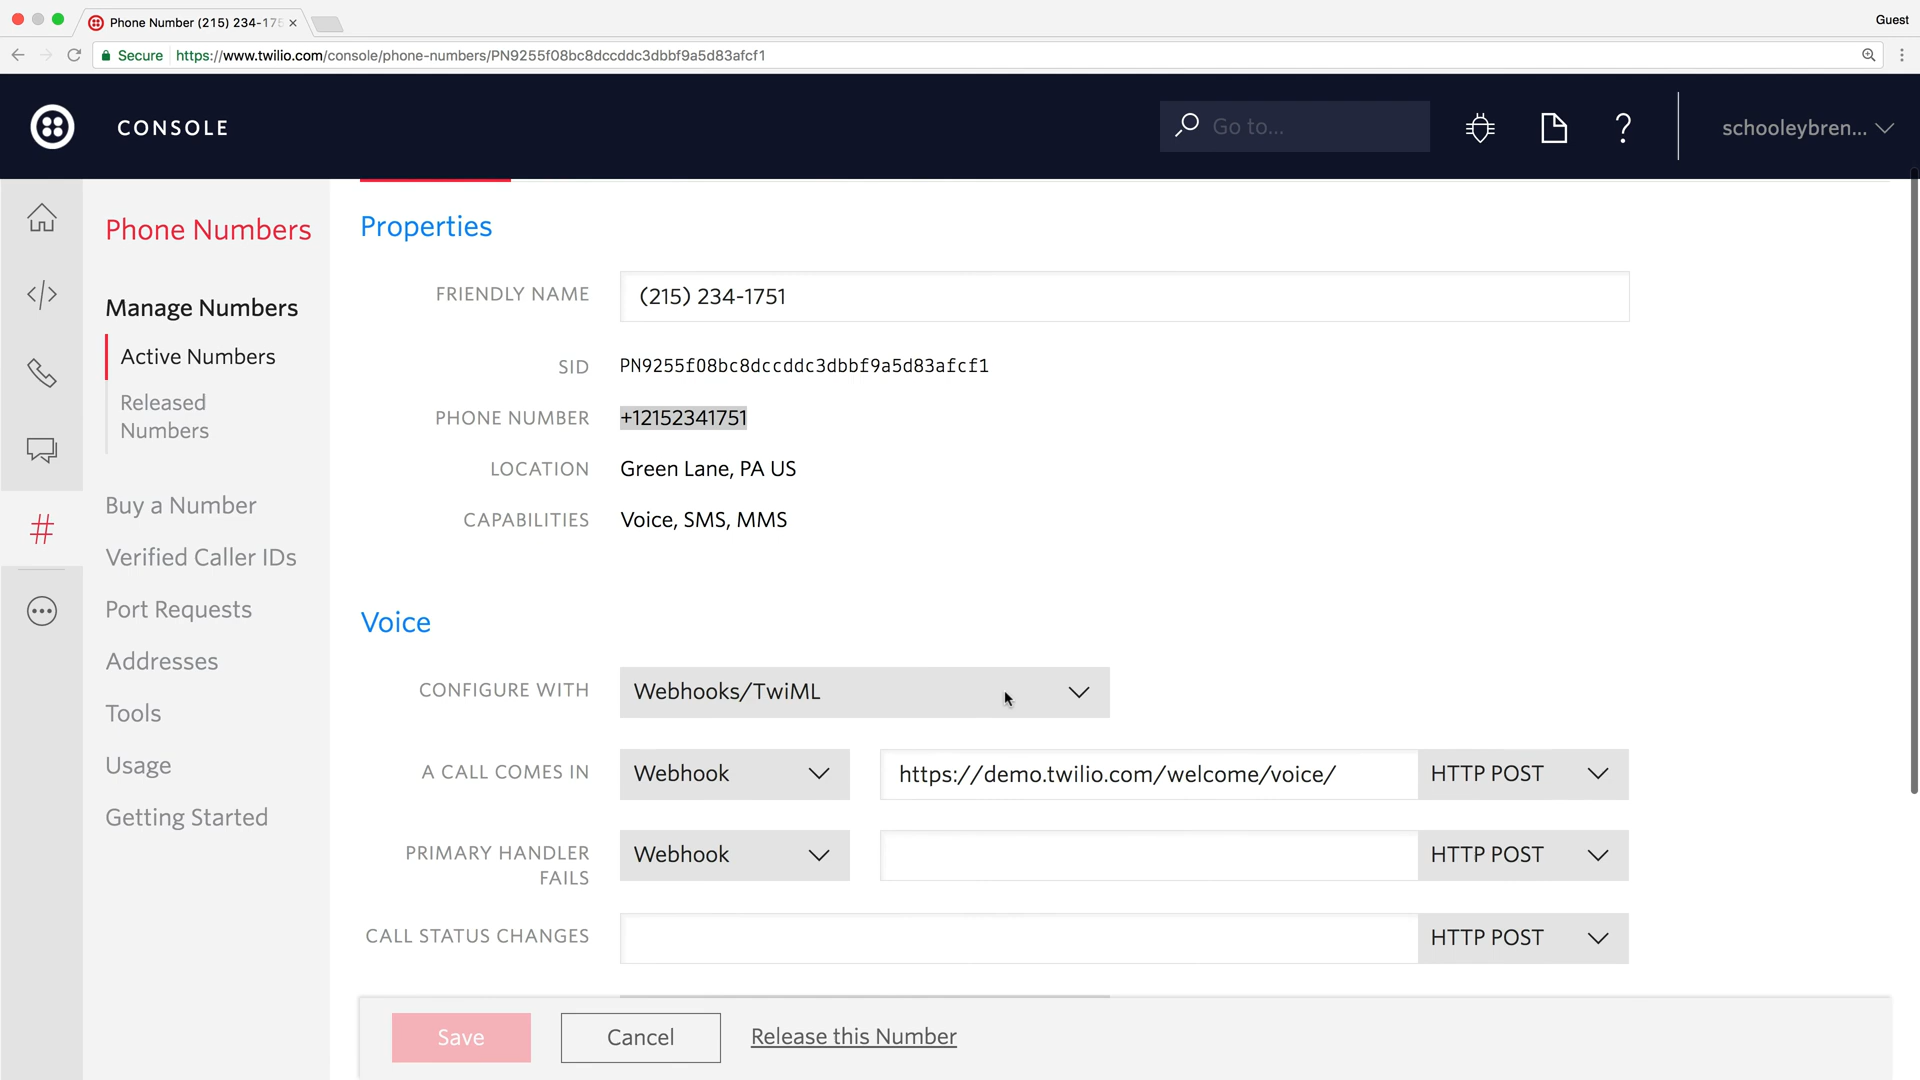 Phone Number (215) 234-175
Guest
Secure
https://www.twilio.com/console/phone-numbers/PN9255f08bc8dccddc3dbbf9a5d83afcf1
CONSOLE
Go to...
schooleybren...
Phone Numbers
Manage Numbers
Active Numbers
Released
Numbers
Buy a Number
Verified Caller IDs
Port Requests
Addresses
Tools
Usage
Getting Started
Properties
FRIENDLY NAME
(215) 234-1751
SID
PN9255f08bc8dccddc3dbbf9a5d83afcf1
PHONE NUMBER
+12152341751
LOCATION
Green Lane, PA US
CAPABILITIES
Voice, SMS, MMS
Voice
CONFIGURE WITH
Webhooks/TwiML
A CALL COMES IN
Webhook
https://demo.twilio.com/welcome/voice/
HTTP POST
PRIMARY HANDLER
FAILS
Webhook
HTTP POST
CALL STATUS CHANGES
HTTP POST
Save
Cancel
Release this Number